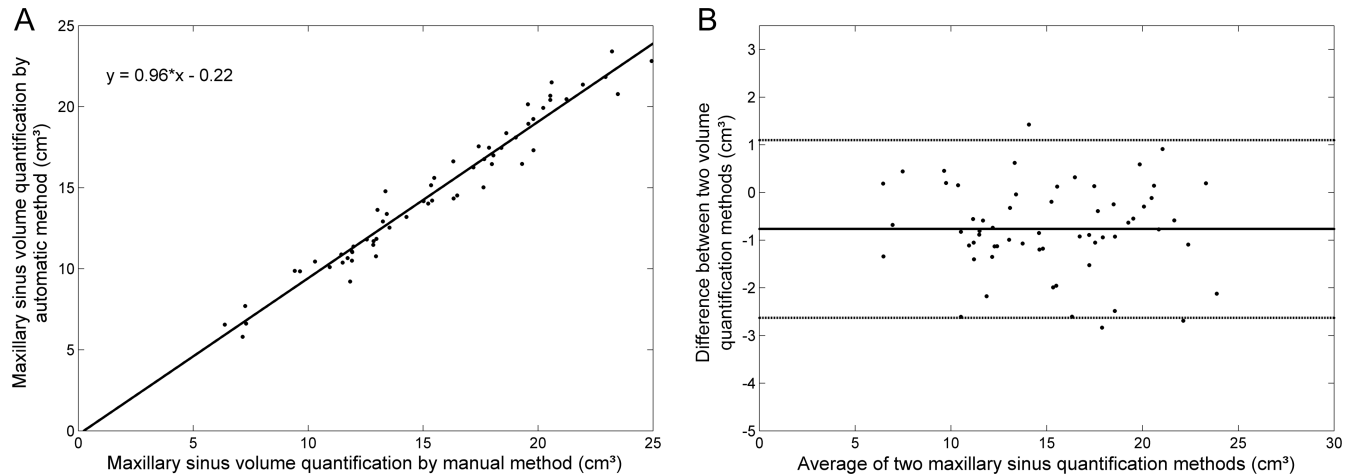 A
Maxillary sinus volume quantification by
automatic method (cm³)
25
20
15
10
5
0
y = 0.96*x - 0.22
0 5 10 15 20 25
Maxillary sinus volume quantification by manual method (cm³)
B
Difference between two volume
quantification methods (cm³)
3
2
1
0
-1
-2
-3
-4
-5
0 5 10 15 20 25 30
Average of two maxillary sinus quantification methods (cm³)